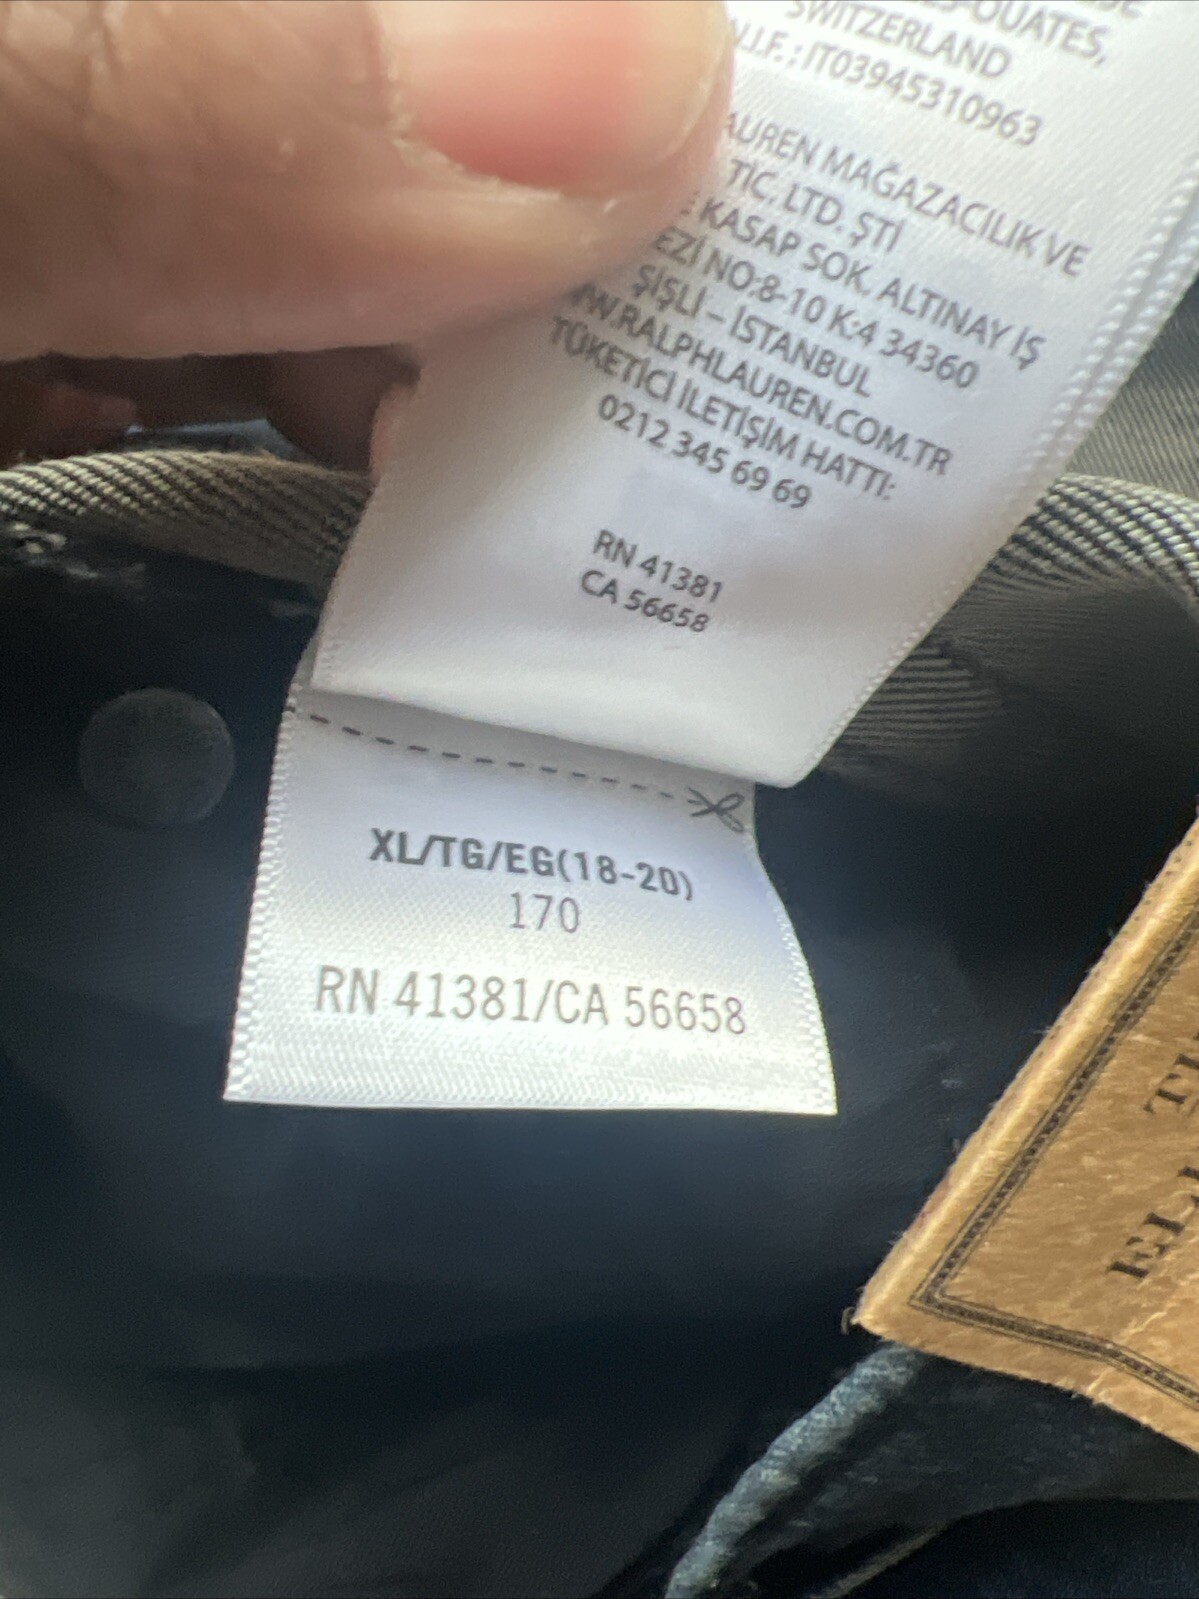 OUATES,
SWITZERLAND
IT03945310963
MAĞAZACILIK VE
TİC. LTD. ŞTİ
KASAP SOK. ALTINAY İŞ
NO:8-10 K:4 34360
ŞİŞLİ – İSTANBUL
WW.RALPHLAUREN.COM.TR
TÜKETİCİ İLETİŞİM HATTI:
0212 345 69 69
RN 41381
CA 56658
XL/TG/EG(18-20)
170
RN 41381/CA 56658